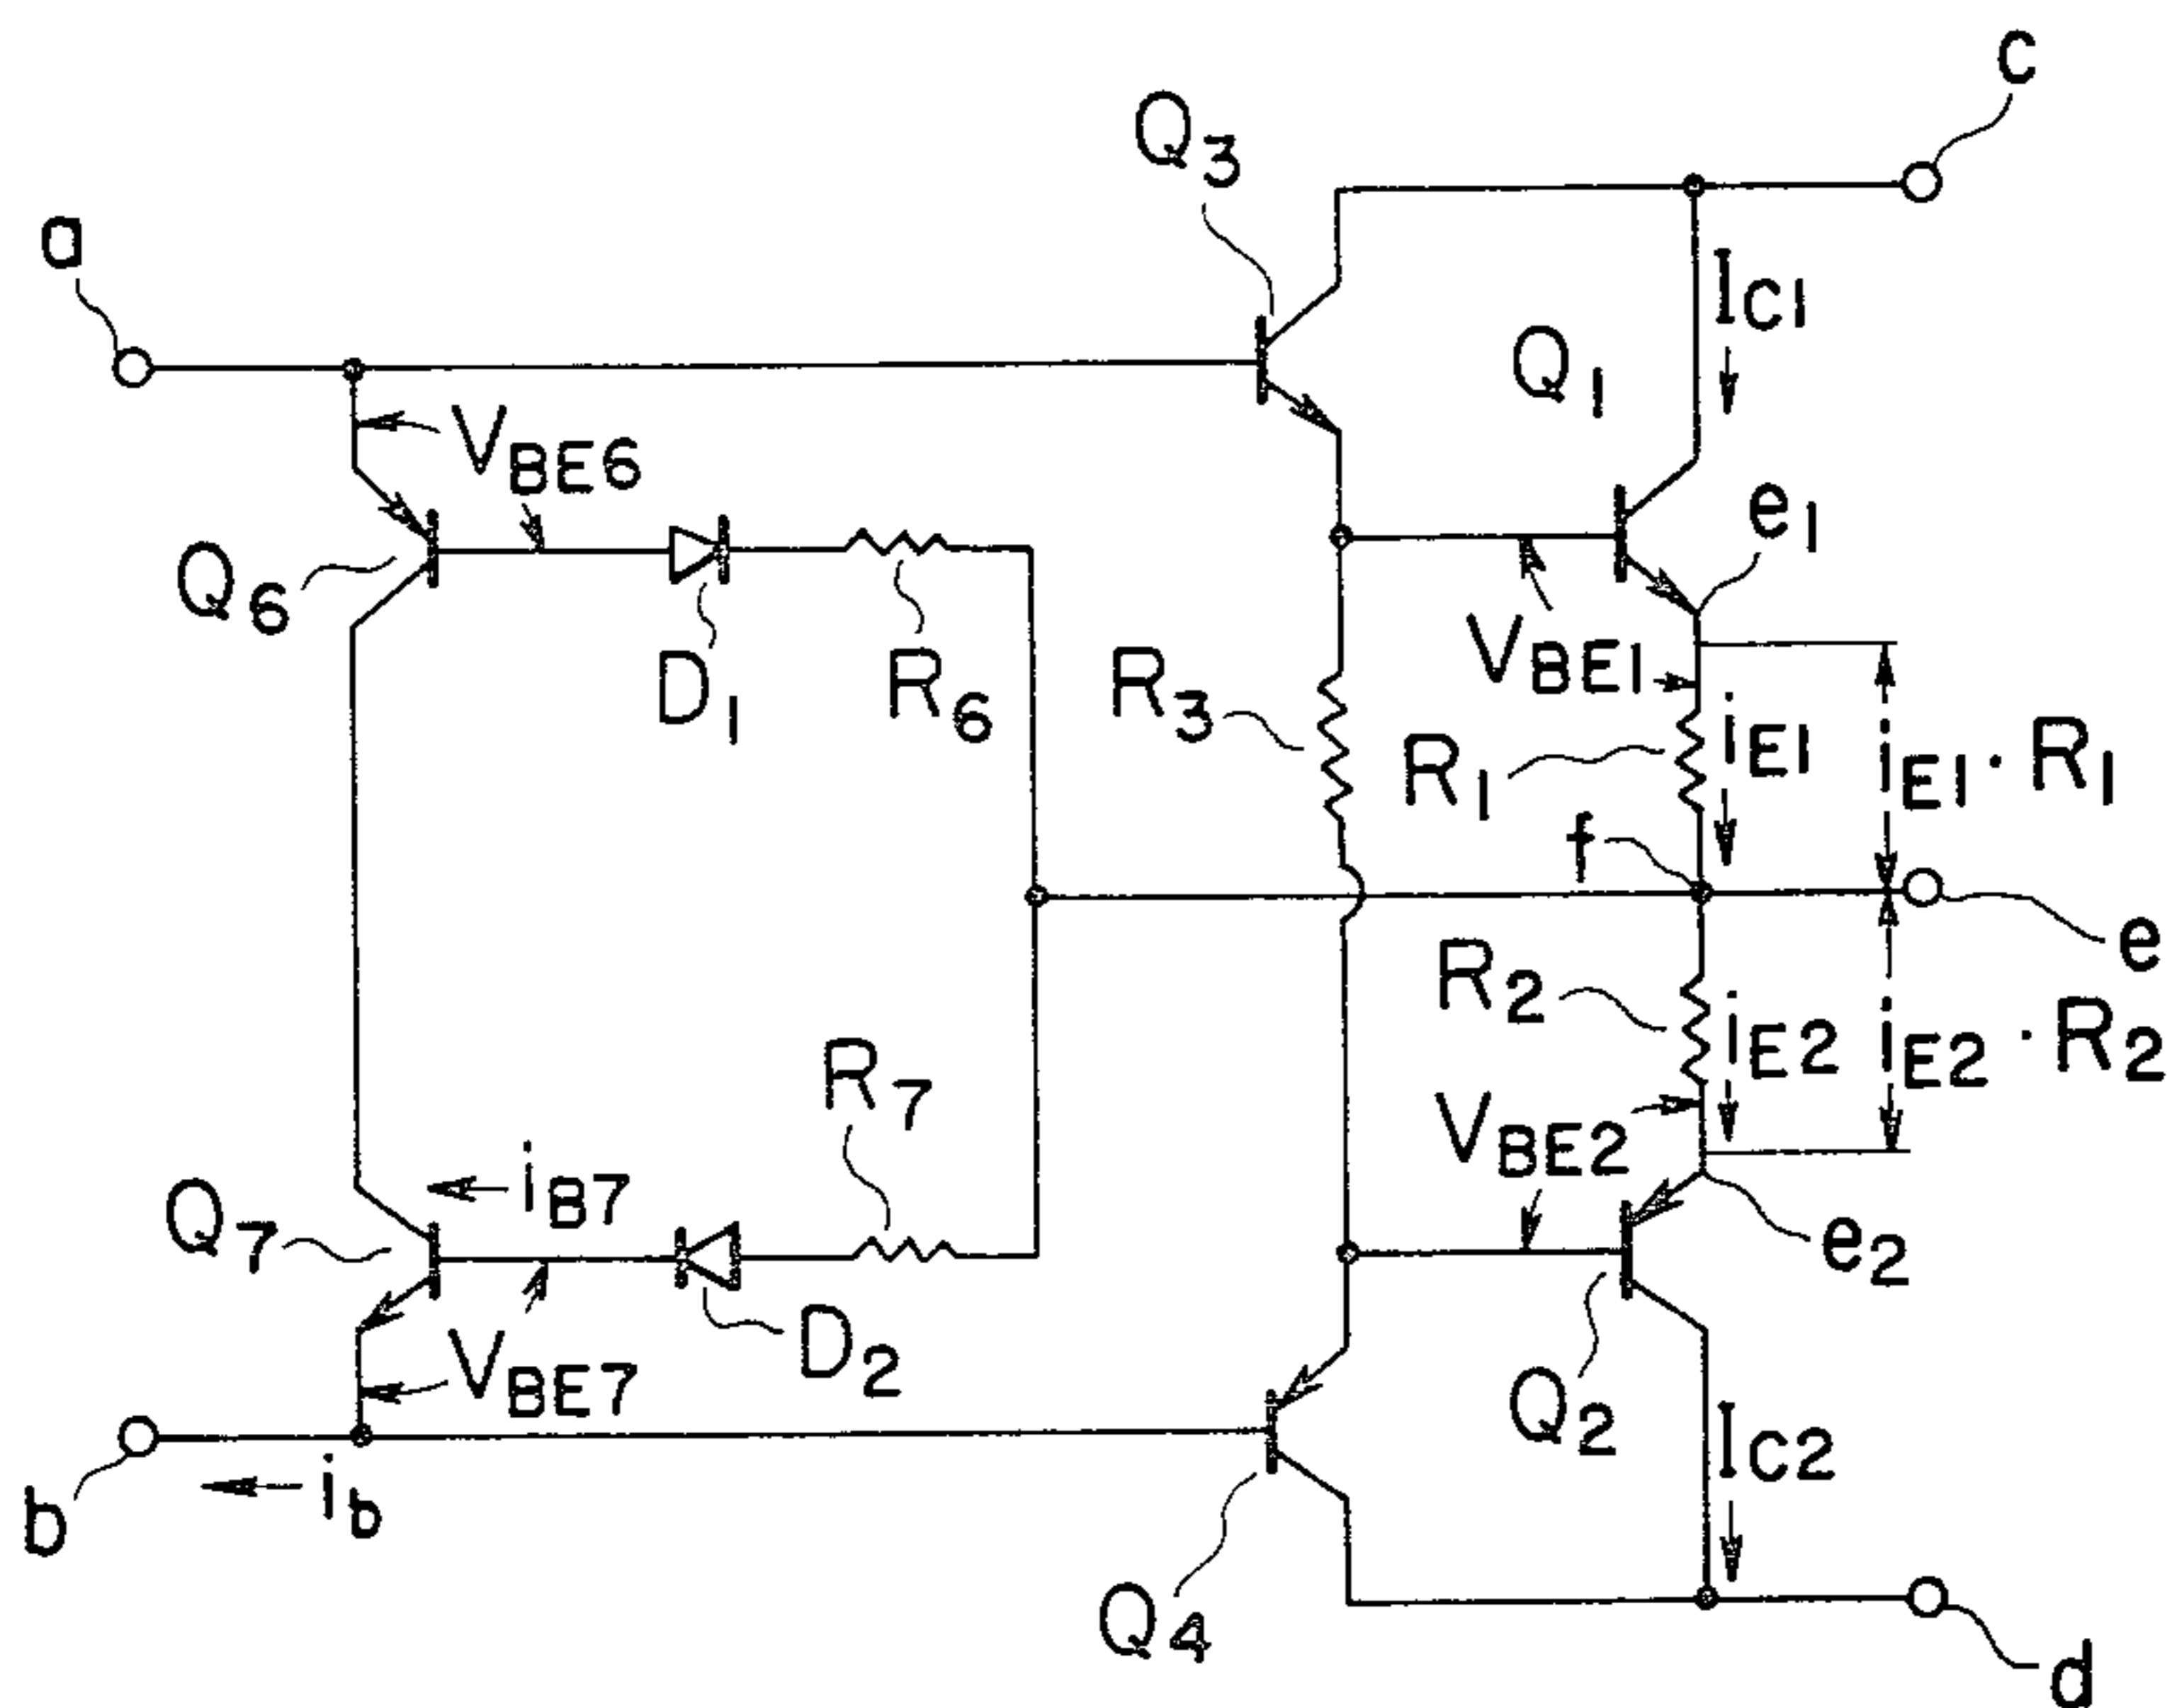 c
Q3
a
IC1
Q1
VBE6
e1
Q6
D1
R6
R3
VBE1
R1
iE1
iE1·R1
f
e
R2
iE2
iE2·R2
R7
VBE2
Q7
iB7
e2
D2
VBE7
Q2
IC2
b
ib
Q4
d